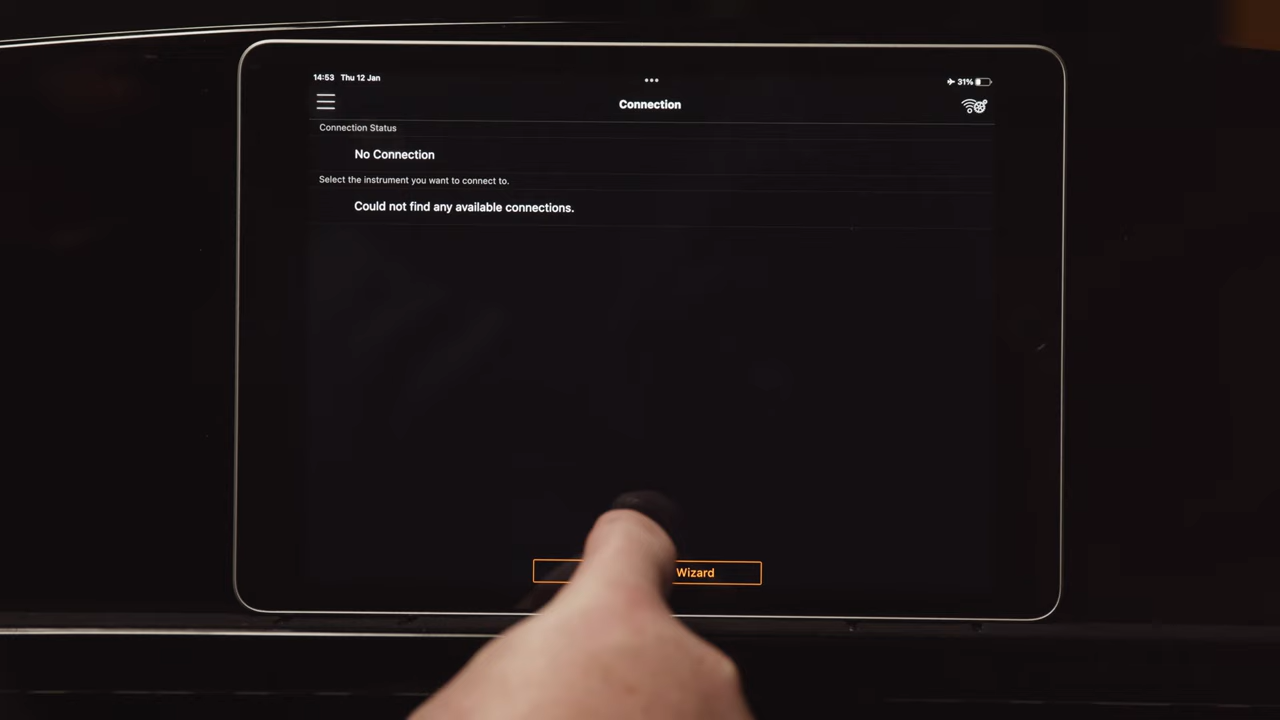 14:53 Thu 12 Jan
31%
Connection
Connection Status
No Connection
Select the instrument you want to connect to.
Could not find any available connections.
Wizard